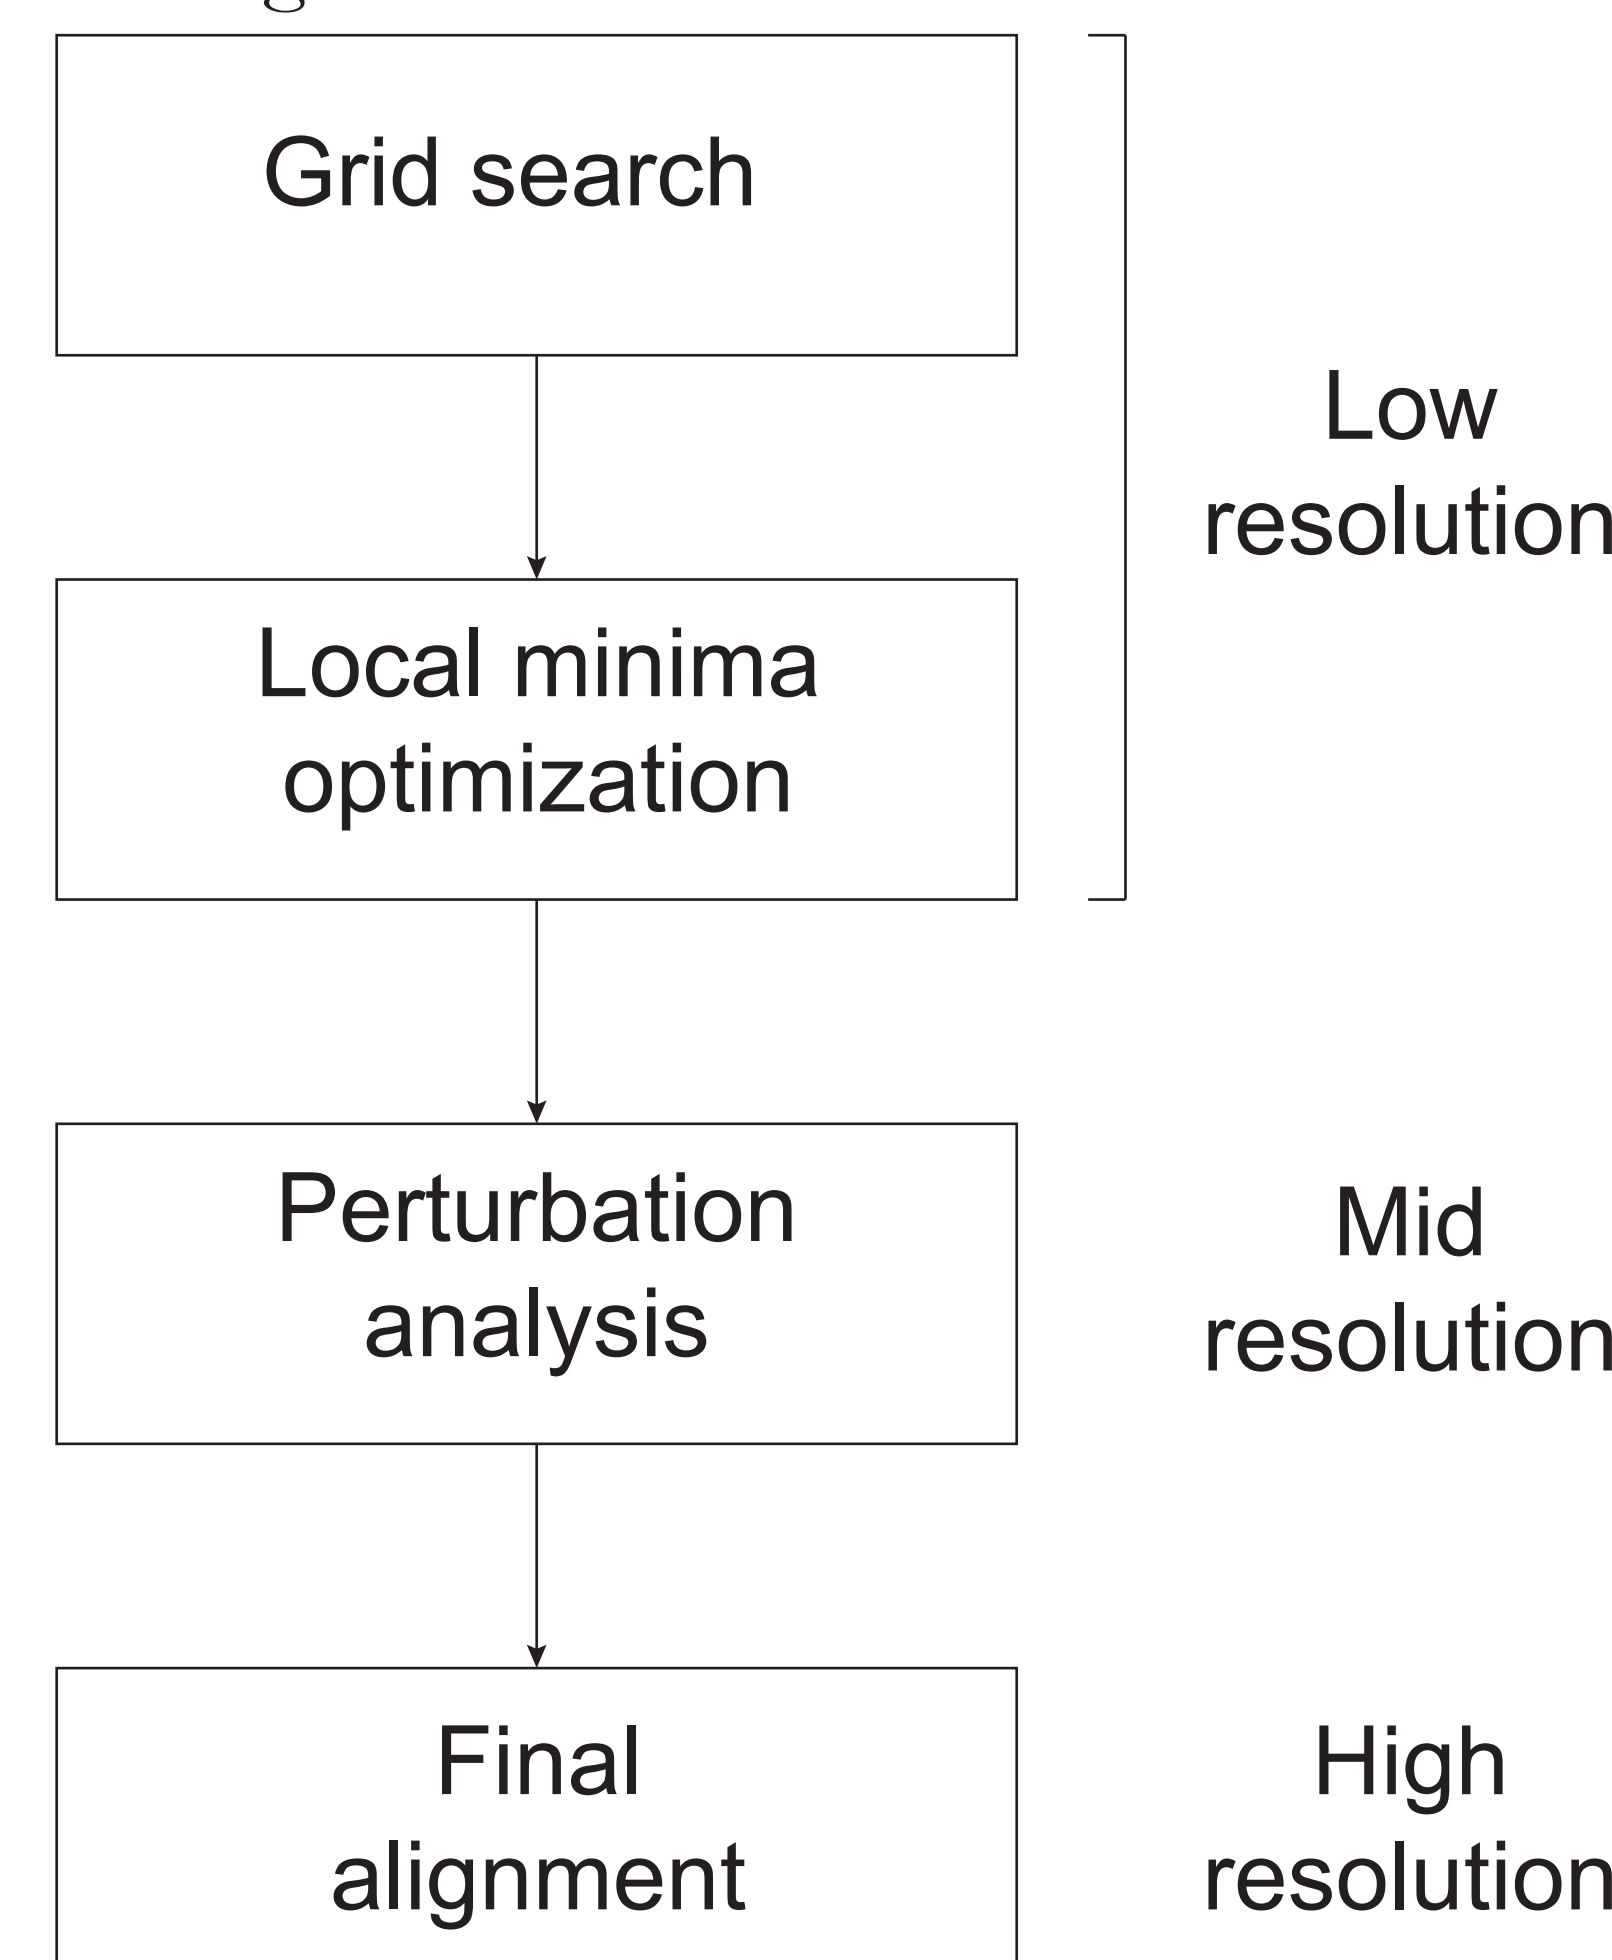 Grid search
Low
resolution
Local minima
optimization
Perturbation
analysis
Mid
resolution
Final
alignment
High
resolution